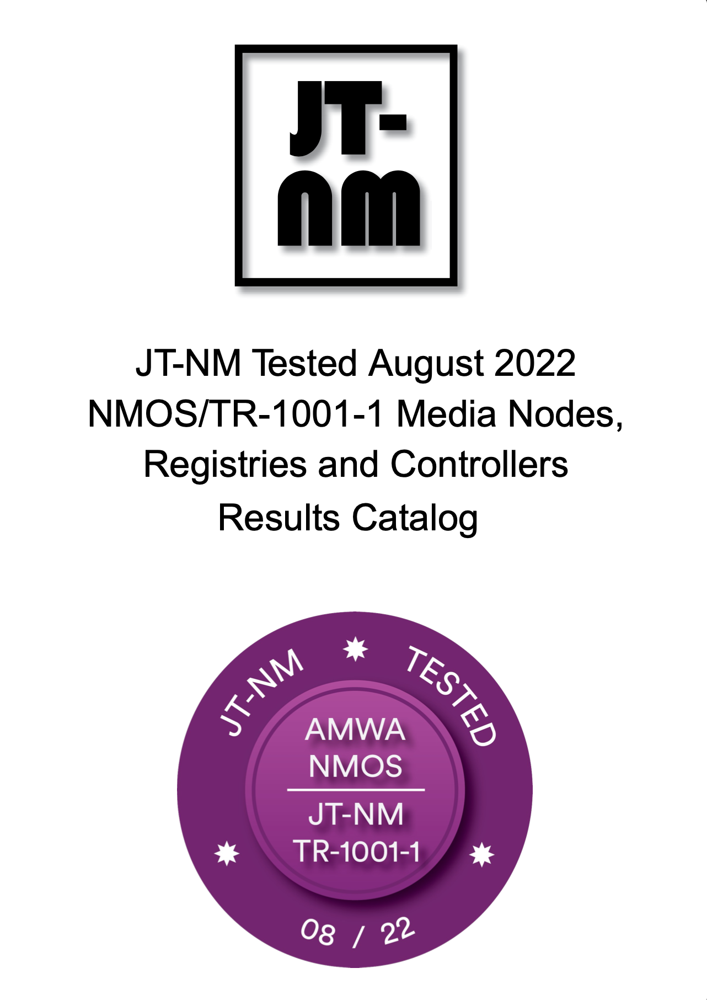 JT-
nm
JT-NM Tested August 2022
NMOS/TR-1001-1 Media Nodes,
Registries and Controllers
Results Catalog
JT-NM TESTED
AMWA
NMOS
JT-NM
TR-1001-1
08 / 22